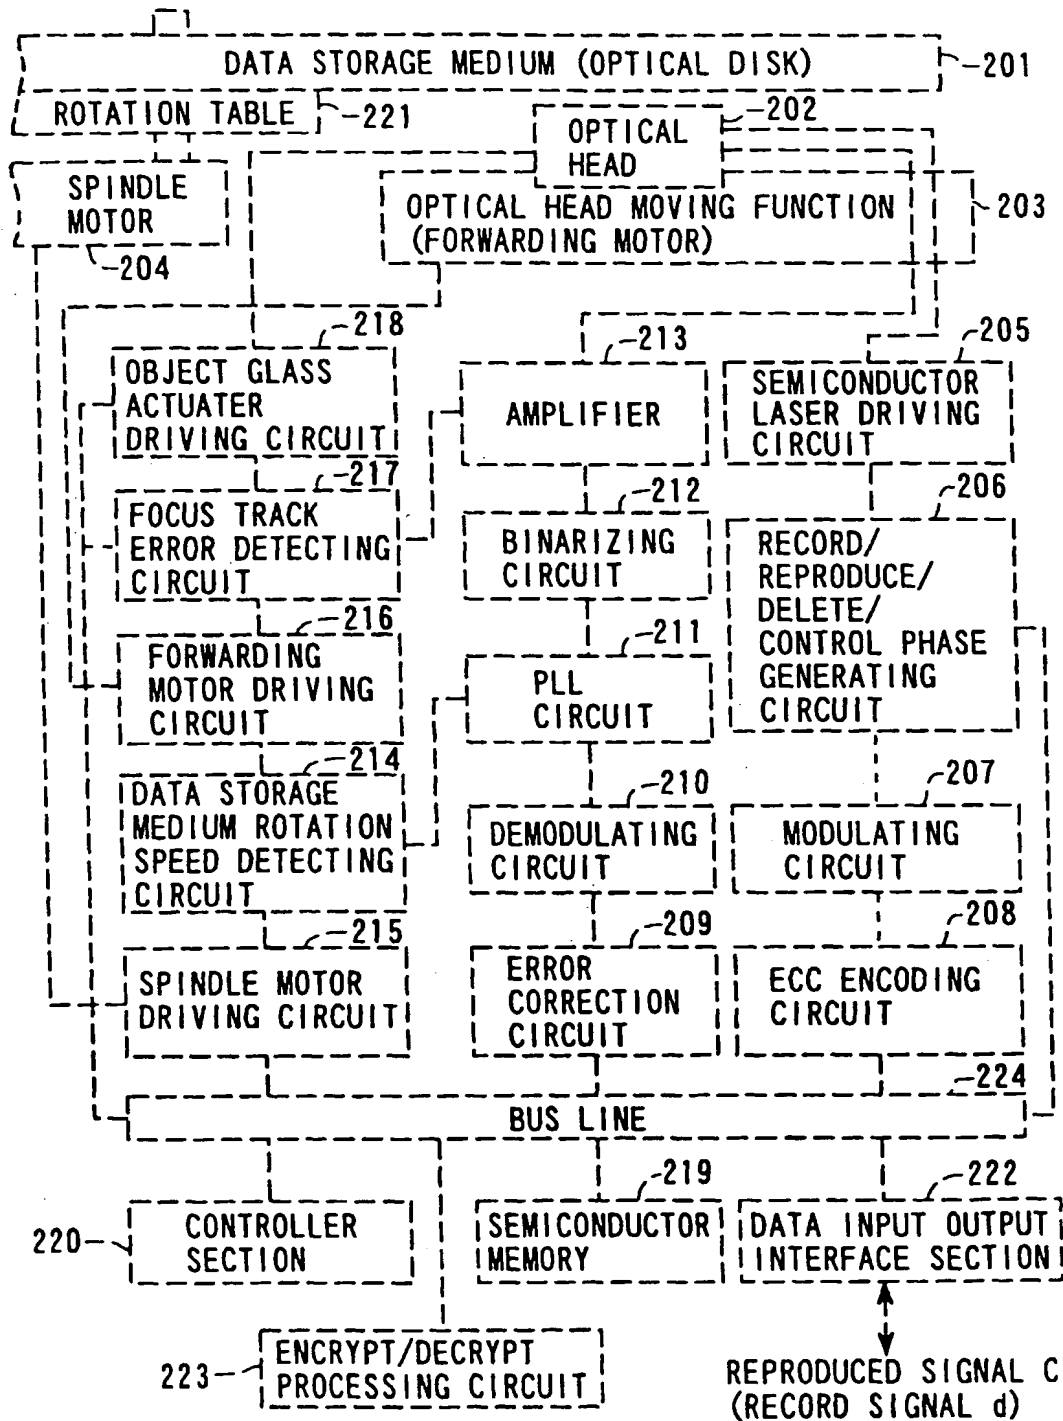 DATA STORAGE MEDIUM (OPTICAL DISK)
201
ROTATION TABLE
221
OPTICAL
HEAD
202
SPINDLE
MOTOR
204
OPTICAL HEAD MOVING FUNCTION
(FORWARDING MOTOR)
203
218
OBJECT GLASS
ACTUATER
DRIVING CIRCUIT
213
AMPLIFIER
205
SEMICONDUCTOR
LASER DRIVING
CIRCUIT
217
FOCUS TRACK
ERROR DETECTING
CIRCUIT
212
BINARIZING
CIRCUIT
206
RECORD/
REPRODUCE/
DELETE/
CONTROL PHASE
GENERATING
CIRCUIT
216
FORWARDING
MOTOR DRIVING
CIRCUIT
211
PLL
CIRCUIT
214
DATA STORAGE
MEDIUM ROTATION
SPEED DETECTING
CIRCUIT
210
DEMODULATING
CIRCUIT
207
MODULATING
CIRCUIT
215
SPINDLE MOTOR
DRIVING CIRCUIT
209
ERROR
CORRECTION
CIRCUIT
208
ECC ENCODING
CIRCUIT
224
BUS LINE
220
CONTROLLER
SECTION
219
SEMICONDUCTOR
MEMORY
222
DATA INPUT OUTPUT
INTERFACE SECTION
223
ENCRYPT/DECRYPT
PROCESSING CIRCUIT
REPRODUCED SIGNAL C
(RECORD SIGNAL d)